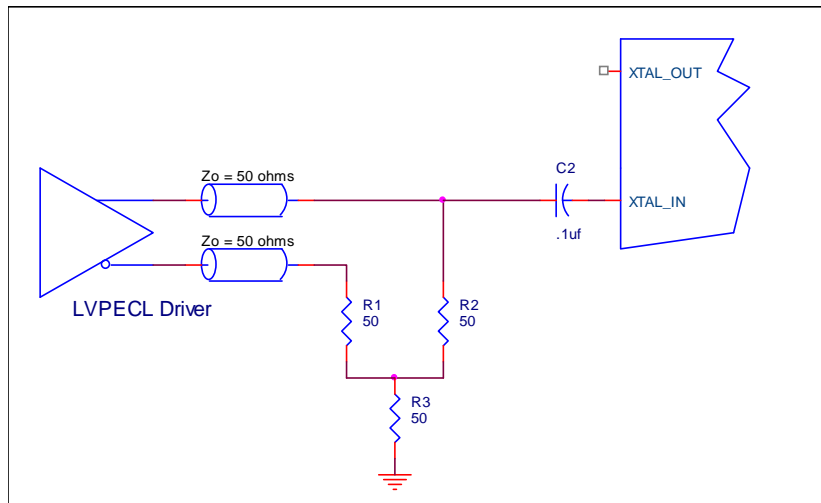 XTAL_OUT
Zo = 50 ohms
C2
XTAL_IN
.1uf
Zo = 50 ohms
LVPECL Driver
R1
50
R2
50
R3
50